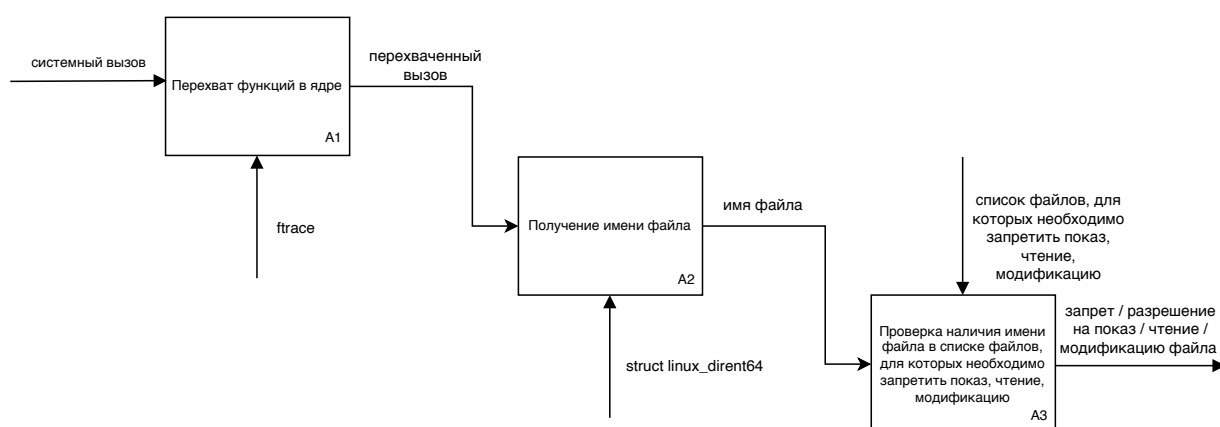 системный вызов
Перехват функций в ядре
A1
перехваченный
вызов
ftrace
Получение имени файла
A2
имя файла
struct linux_dirent64
список файлов, для
которых необходимо
запретить показ,
чтение,
модификацию
Проверка наличия имени
файла в списке файлов,
для которых необходимо
запретить показ, чтение,
модификацию
A3
запрет / разрешение
на показ / чтение /
модификацию файла